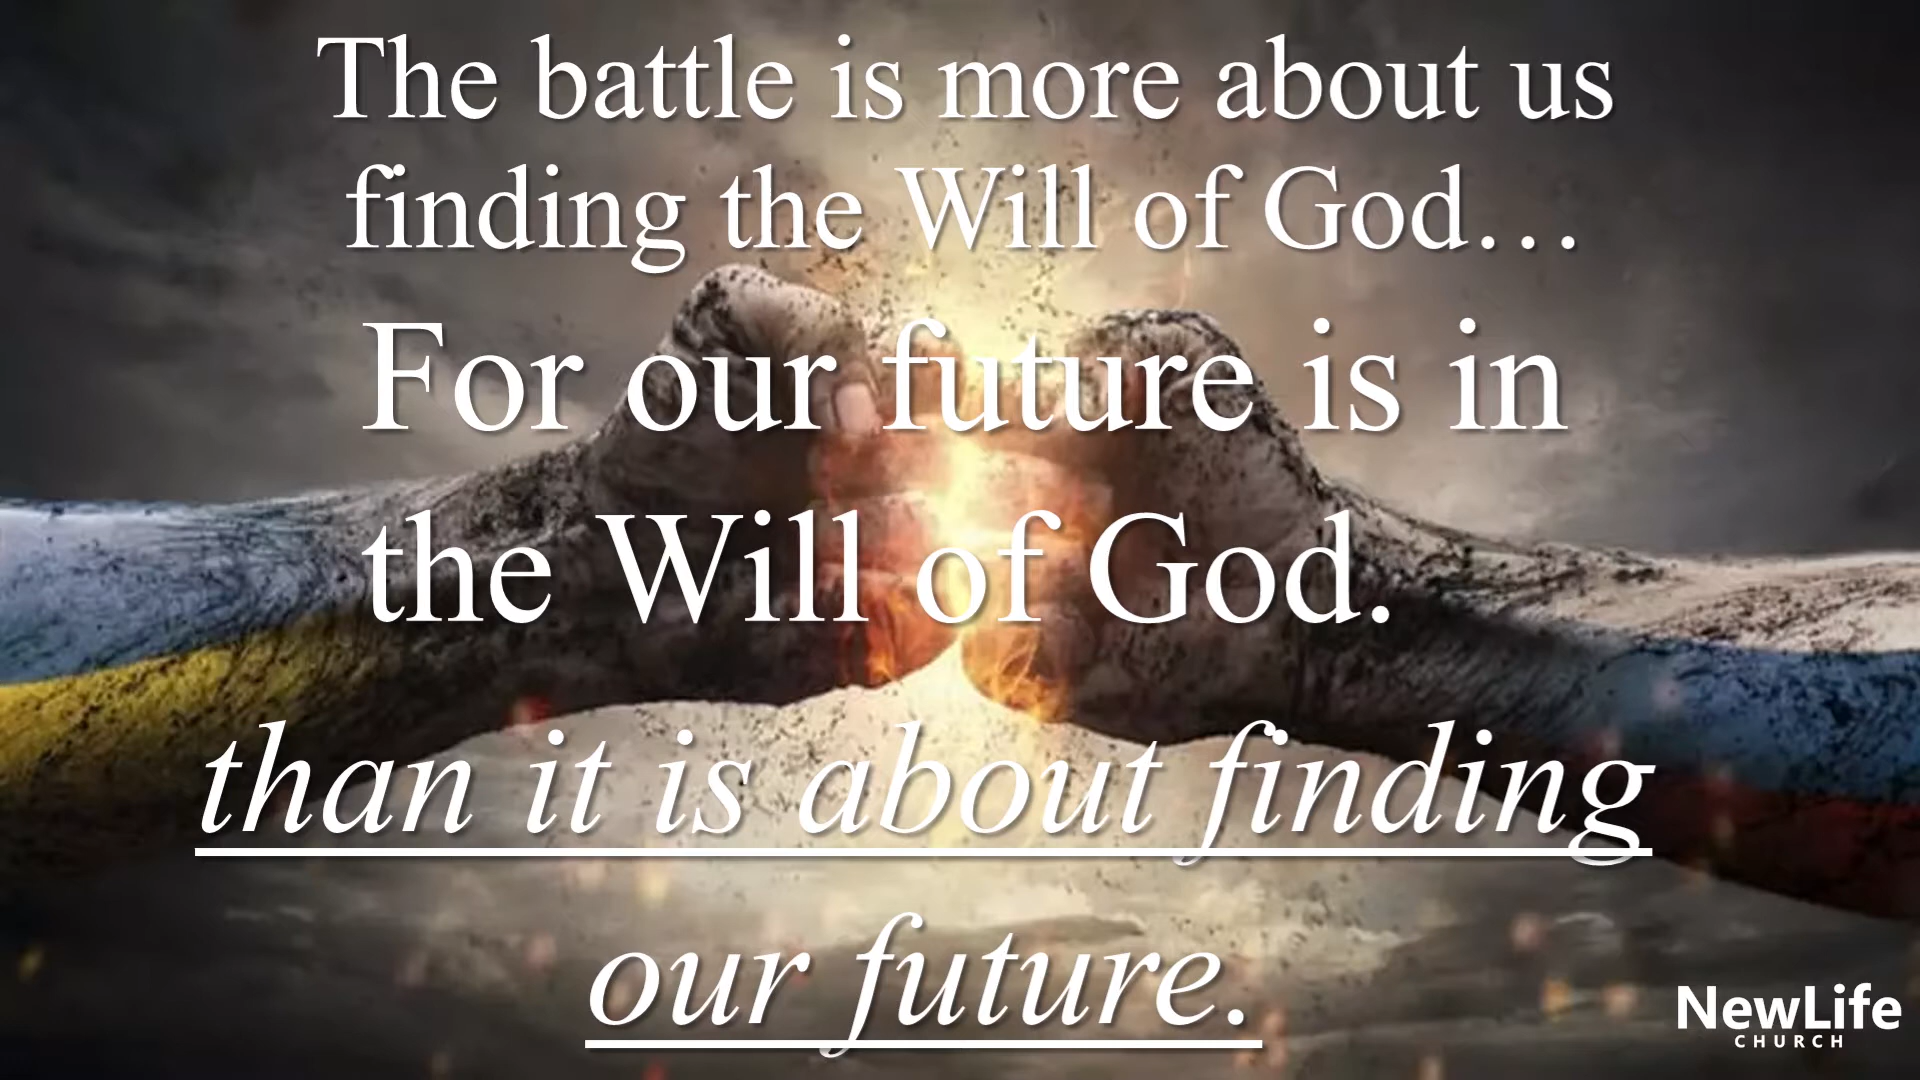 The battle is more about us
finding the Will of God…
For our future is in
the Will of God.
than it is about finding
our future.
NewLife
CHURCH